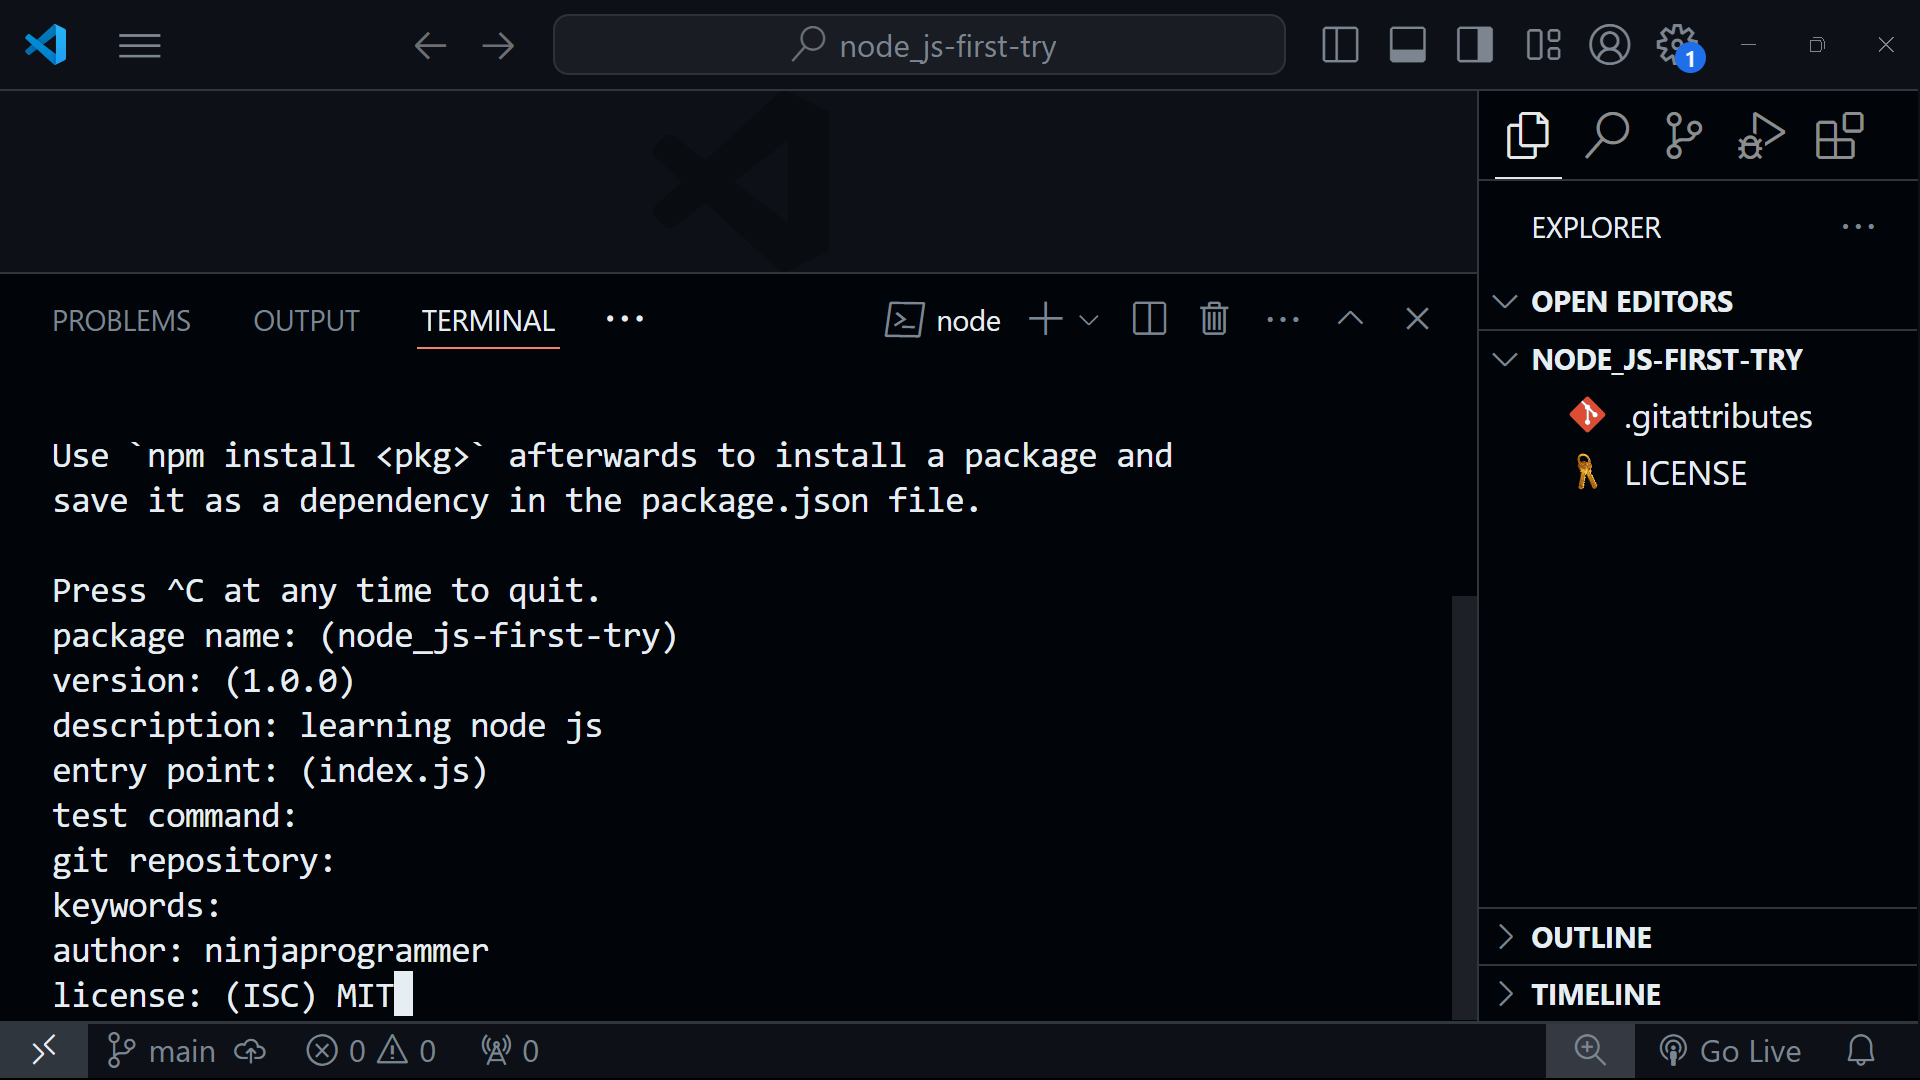 node_js-first-try
1
PROBLEMS OUTPUT TERMINAL ··· node
Use `npm install <pkg>` afterwards to install a package and
save it as a dependency in the package.json file.
Press ^C at any time to quit.
package name: (node_js-first-try)
version: (1.0.0)
description: learning node js
entry point: (index.js)
test command:
git repository:
keywords:
author: ninjaprogrammer
license: (ISC) MIT
EXPLORER
OPEN EDITORS
NODE_JS-FIRST-TRY
.gitattributes
LICENSE
OUTLINE
TIMELINE
main 0 0 0 Go Live